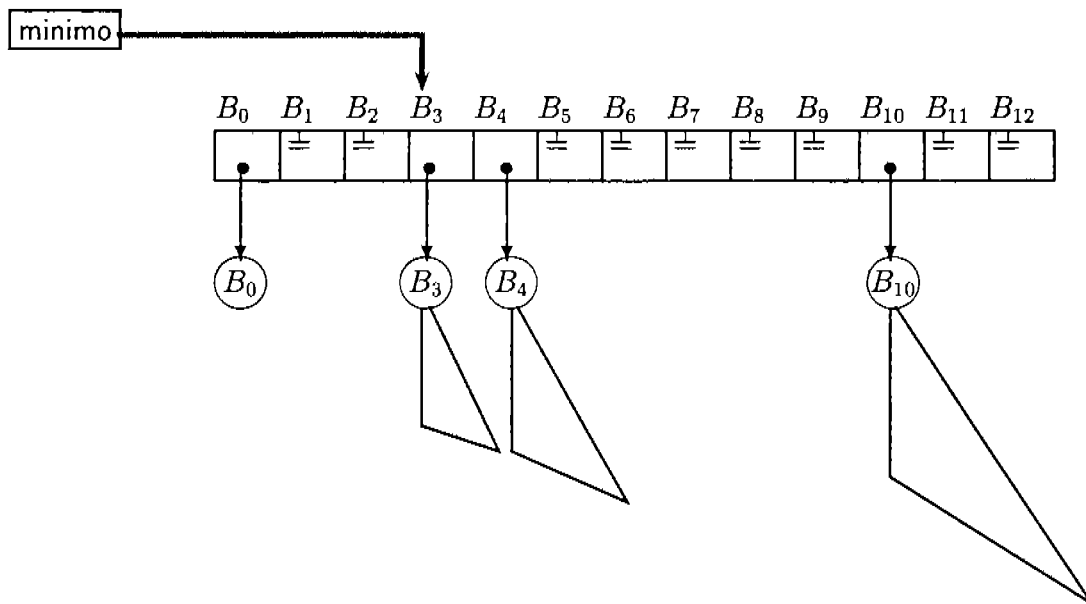 minimo
B₀ B₁ B₂ B₃ B₄ B₅ B₆ B₇ B₈ B₉ B₁₀ B₁₁ B₁₂
B₀ B₃ B₄ B₁₀